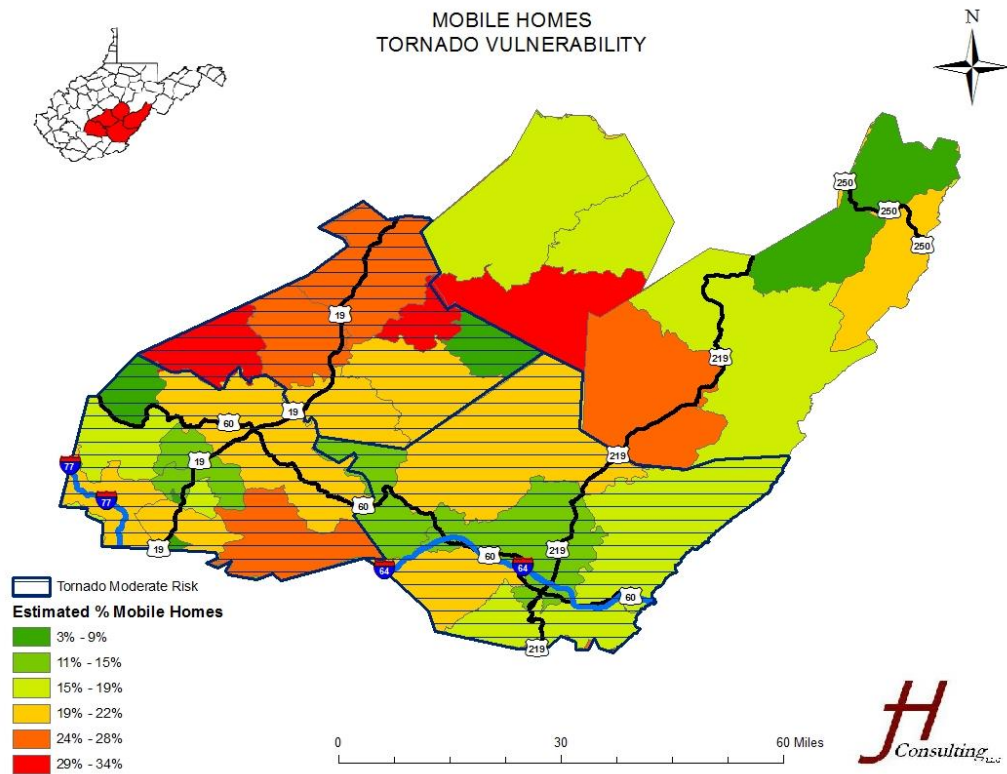 MOBILE HOMES
TORNADO VULNERABILITY
N
250
250
250
19
219
19
60
219
77
19
77
60
19
219
60
64
64
60
219
Tornado Moderate Risk
Estimated % Mobile Homes
3% - 9%
11% - 15%
15% - 19%
19% - 22%
24% - 28%
29% - 34%
0 30 60 Miles
JH
Consulting, LLC